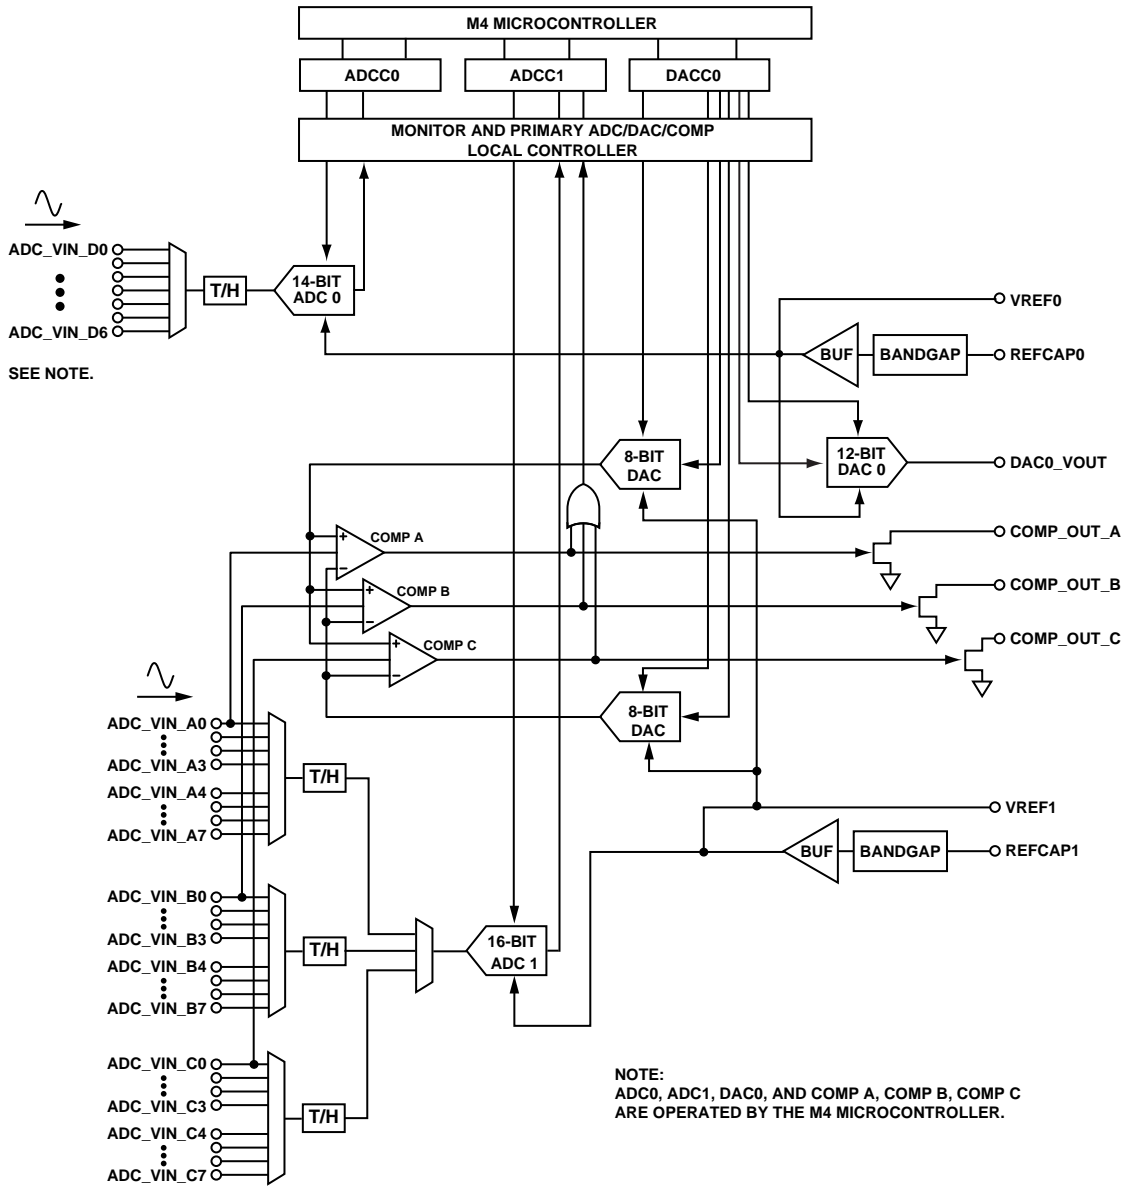 M4 MICROCONTROLLER
ADCC0
ADCC1
DACC0
MONITOR AND PRIMARY ADC/DAC/COMP
LOCAL CONTROLLER
ADC_VIN_D0
ADC_VIN_D6
SEE NOTE.
T/H
14-BIT
ADC 0
VREF0
BUF
BANDGAP
REFCAP0
8-BIT
DAC
12-BIT
DAC 0
DAC0_VOUT
+
–
COMP A
COMP_OUT_A
+
–
COMP B
COMP_OUT_B
+
–
COMP C
COMP_OUT_C
8-BIT
DAC
ADC_VIN_A0
ADC_VIN_A3
ADC_VIN_A4
ADC_VIN_A7
T/H
VREF1
BUF
BANDGAP
REFCAP1
ADC_VIN_B0
ADC_VIN_B3
ADC_VIN_B4
ADC_VIN_B7
T/H
16-BIT
ADC 1
ADC_VIN_C0
ADC_VIN_C3
ADC_VIN_C4
ADC_VIN_C7
T/H
NOTE:
ADC0, ADC1, DAC0, AND COMP A, COMP B, COMP C
ARE OPERATED BY THE M4 MICROCONTROLLER.